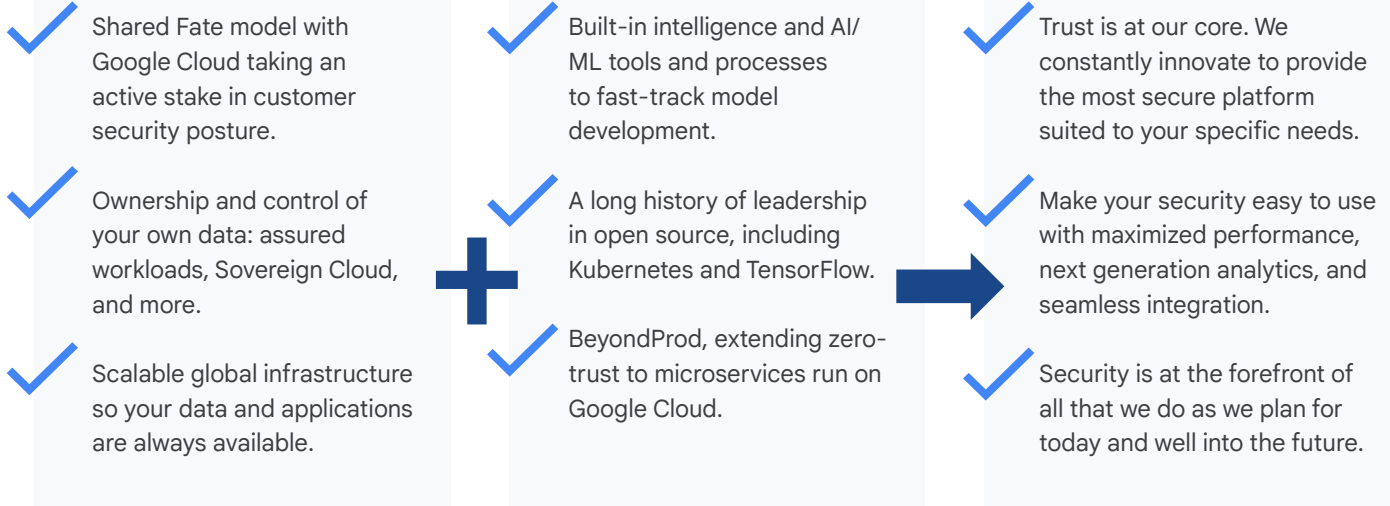 Shared Fate model with
Google Cloud taking an
active stake in customer
security posture.
Ownership and control of
your own data: assured
workloads, Sovereign Cloud,
and more.
Scalable global infrastructure
so your data and applications
are always available.
Built-in intelligence and AI/
ML tools and processes
to fast-track model
development.
A long history of leadership
in open source, including
Kubernetes and TensorFlow.
BeyondProd, extending zero-
trust to microservices run on
Google Cloud.
Trust is at our core. We
constantly innovate to provide
the most secure platform
suited to your specific needs.
Make your security easy to use
with maximized performance,
next generation analytics, and
seamless integration.
Security is at the forefront of
all that we do as we plan for
today and well into the future.